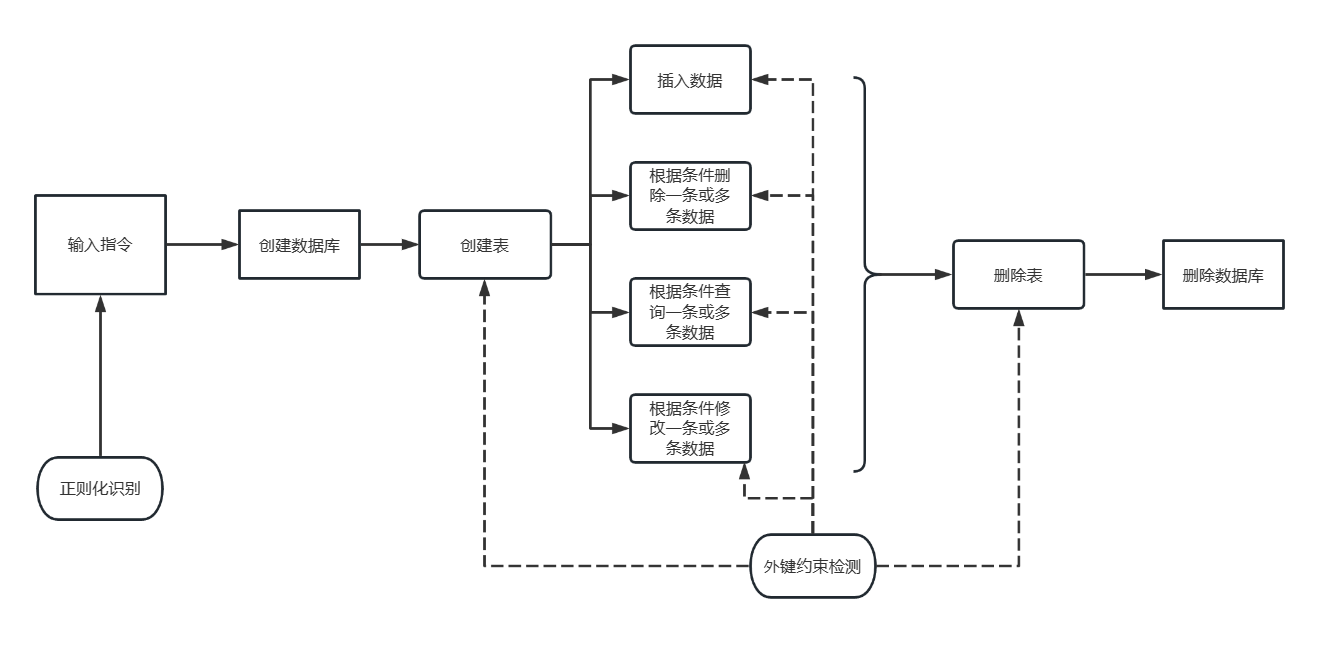 插入数据
根据条件删
除一条或多
条数据
输入指令
创建数据库
创建表
根据条件查
询一条或多
条数据
删除表
删除数据库
根据条件修
改一条或多
条数据
正则化识别
外键约束检测